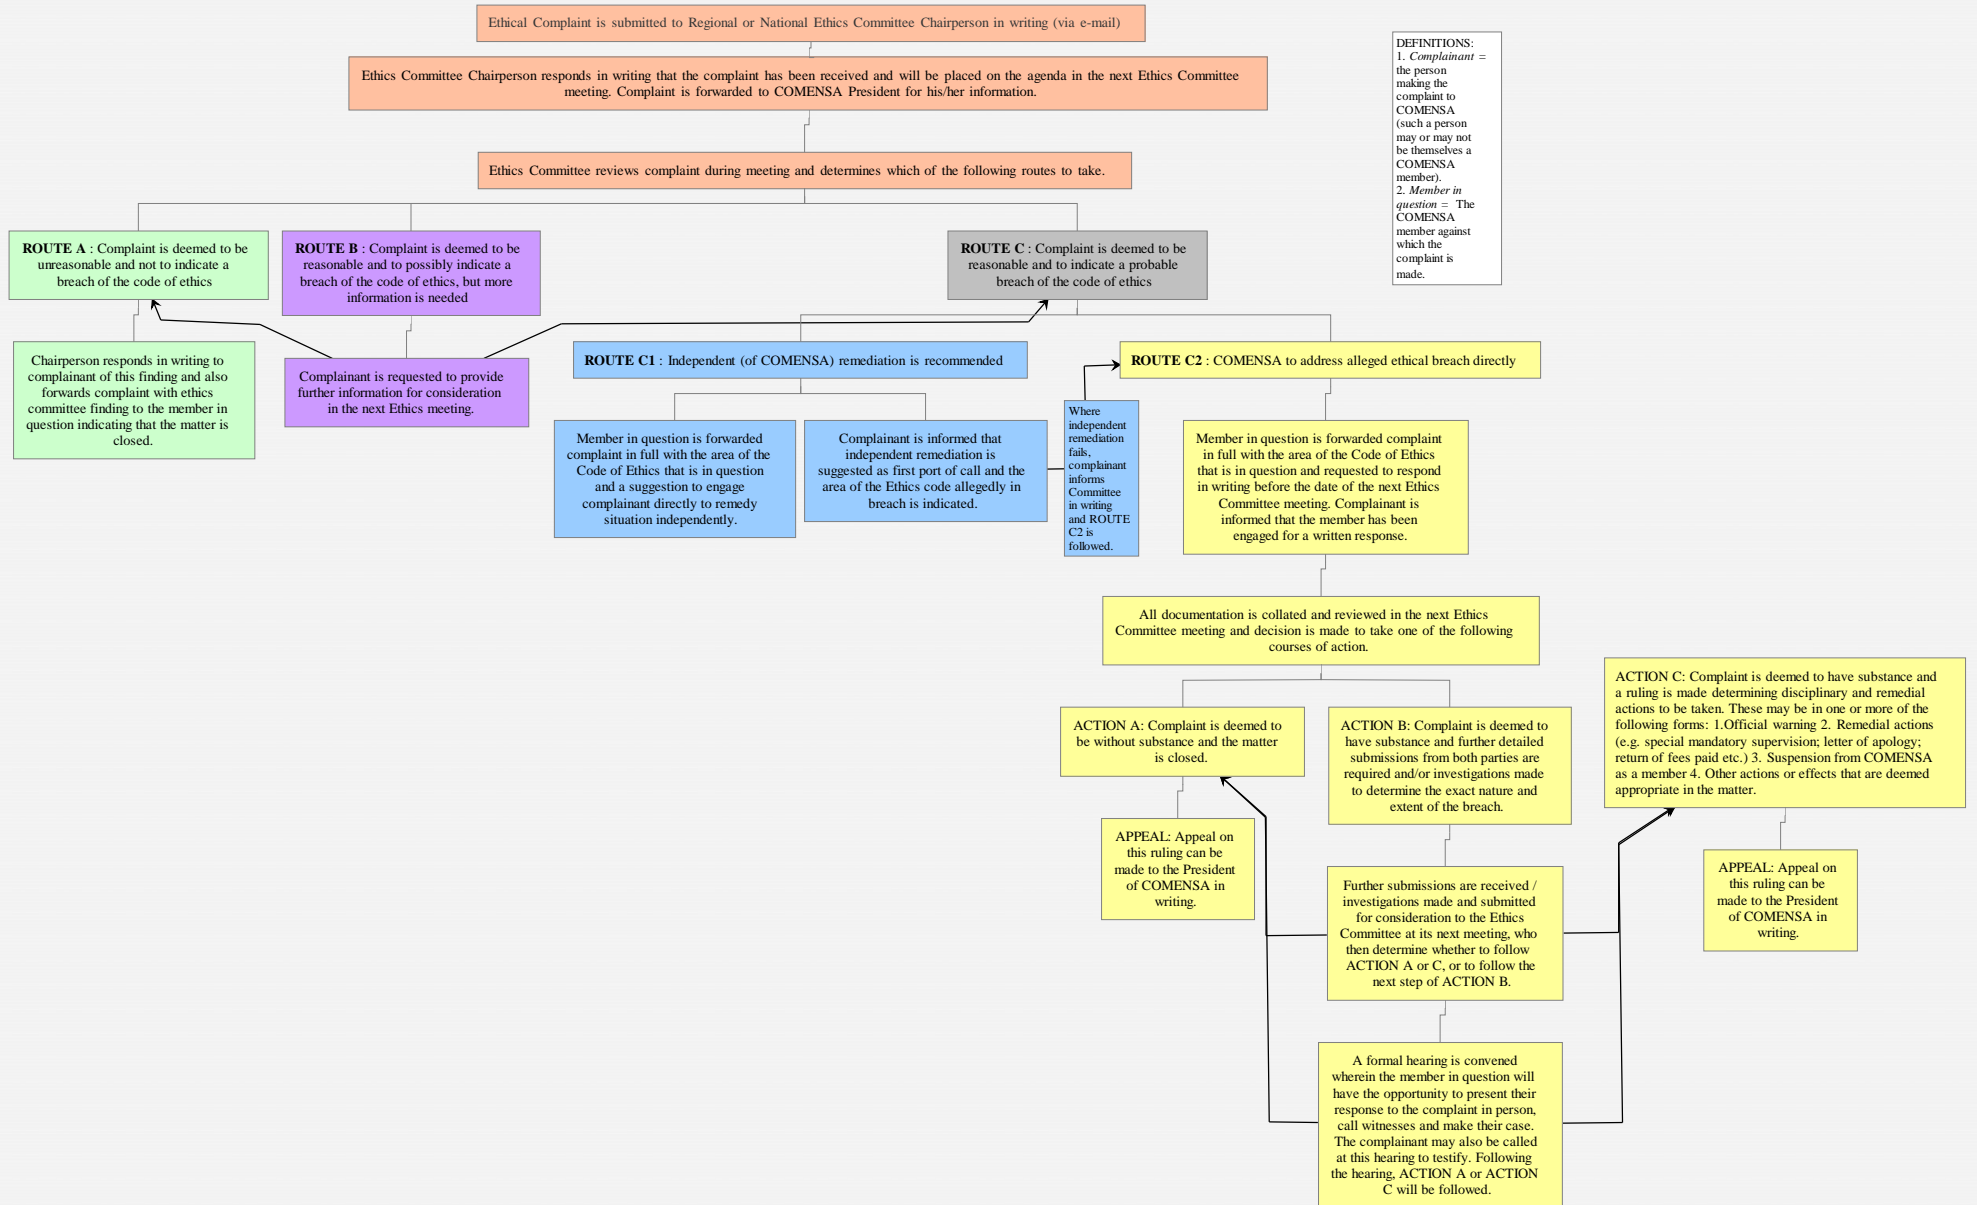 Ethical Complaint is submitted to Regional or National Ethics Committee Chairperson in writing (via e-mail)
Ethics Committee Chairperson responds in writing that the complaint has been received and will be placed on the agenda in the next Ethics Committee
meeting. Complaint is forwarded to COMENSA President for his/her information.
Ethics Committee reviews complaint during meeting and determines which of the following routes to take.
DEFINITIONS:
1. Complainant =
the person
making the
complaint to
COMENSA
(such a person
may or may not
be themselves a
COMENSA
member).
2. Member in
question = The
COMENSA
member against
which the
complaint is
made.
ROUTE A : Complaint is deemed to be
unreasonable and not to indicate a
breach of the code of ethics
ROUTE B : Complaint is deemed to be
reasonable and to possibly indicate a
breach of the code of ethics, but more
information is needed
ROUTE C : Complaint is deemed to be
reasonable and to indicate a probable
breach of the code of ethics
Chairperson responds in writing to
complainant of this finding and also
forwards complaint with ethics
committee finding to the member in
question indicating that the matter is
closed.
Complainant is requested to provide
further information for consideration
in the next Ethics meeting.
ROUTE C1 : Independent (of COMENSA) remediation is recommended
ROUTE C2 : COMENSA to address alleged ethical breach directly
Member in question is forwarded
complaint in full with the area of the
Code of Ethics that is in question
and a suggestion to engage
complainant directly to remedy
situation independently.
Complainant is informed that
independent remediation is
suggested as first port of call and the
area of the Ethics code allegedly in
breach is indicated.
Where
independent
remediation
fails,
complainant
informs
Committee
in writing
and ROUTE
C2 is
followed.
Member in question is forwarded complaint
in full with the area of the Code of Ethics
that is in question and requested to respond
in writing before the date of the next Ethics
Committee meeting. Complainant is
informed that the member has been
engaged for a written response.
All documentation is collated and reviewed in the next Ethics
Committee meeting and decision is made to take one of the following
courses of action.
ACTION A: Complaint is deemed to
be without substance and the matter
is closed.
ACTION B: Complaint is deemed to
have substance and further detailed
submissions from both parties are
required and/or investigations made
to determine the exact nature and
extent of the breach.
ACTION C: Complaint is deemed to have substance and
a ruling is made determining disciplinary and remedial
actions to be taken. These may be in one or more of the
following forms: 1.Official warning 2. Remedial actions
(e.g. special mandatory supervision; letter of apology;
return of fees paid etc.) 3. Suspension from COMENSA
as a member 4. Other actions or effects that are deemed
appropriate in the matter.
APPEAL: Appeal on
this ruling can be
made to the President
of COMENSA in
writing.
Further submissions are received /
investigations made and submitted
for consideration to the Ethics
Committee at its next meeting, who
then determine whether to follow
ACTION A or C, or to follow the
next step of ACTION B.
APPEAL: Appeal on
this ruling can be
made to the President
of COMENSA in
writing.
A formal hearing is convened
wherein the member in question will
have the opportunity to present their
response to the complaint in person,
call witnesses and make their case.
The complainant may also be called
at this hearing to testify. Following
the hearing, ACTION A or ACTION
C will be followed.